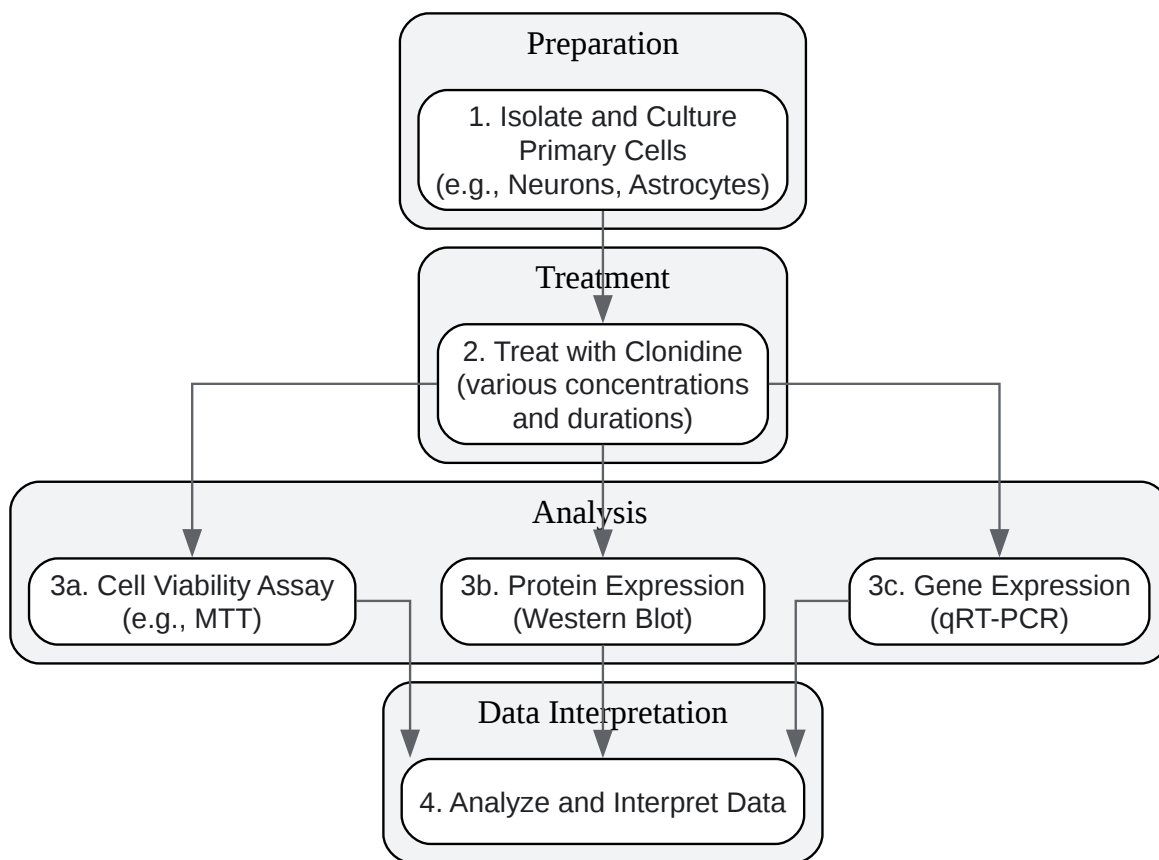 Preparation
1. Isolate and Culture
Primary Cells
(e.g., Neurons, Astrocytes)
Treatment
2. Treat with Clonidine
(various concentrations
and durations)
Analysis
3a. Cell Viability Assay
(e.g., MTT)
3b. Protein Expression
(Western Blot)
3c. Gene Expression
(qRT-PCR)
Data Interpretation
4. Analyze and Interpret Data